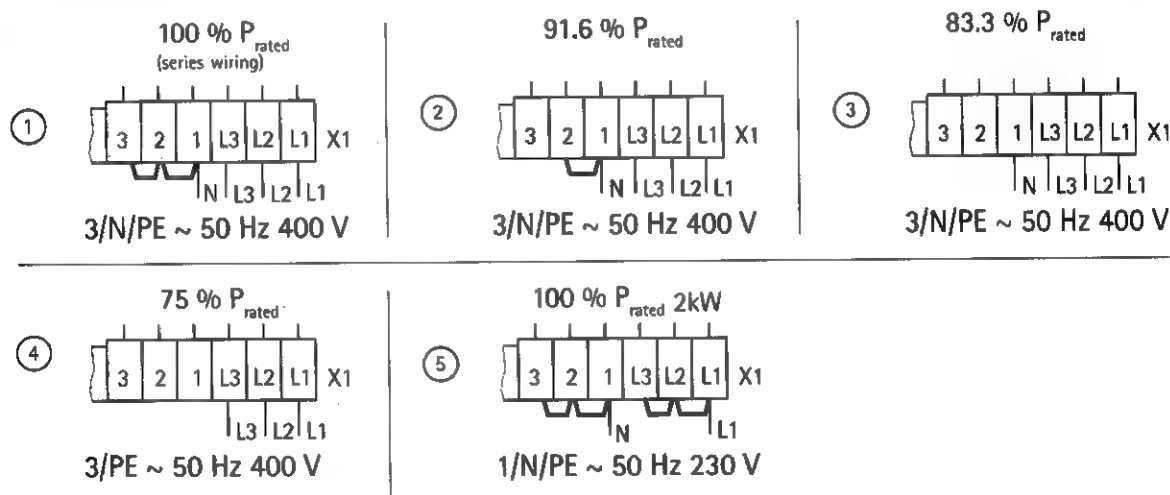 100 % P rated
(series wiring)
1
3 2 1 L3 L2 L1 X1
N L3 L2 L1
3/N/PE ~ 50 Hz 400 V
91.6 % P rated
2
3 2 1 L3 L2 L1 X1
N L3 L2 L1
3/N/PE ~ 50 Hz 400 V
83.3 % P rated
3
3 2 1 L3 L2 L1 X1
N L3 L2 L1
3/N/PE ~ 50 Hz 400 V
75 % P rated
4
3 2 1 L3 L2 L1 X1
L3 L2 L1
3/PE ~ 50 Hz 400 V
100 % P rated 2kW
5
3 2 1 L3 L2 L1 X1
N L1
1/N/PE ~ 50 Hz 230 V